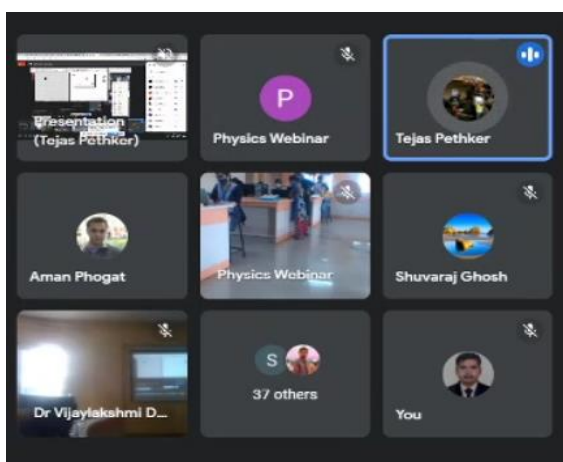 Presentation
(Tejas Pethker)
P
Physics Webinar
Tejas Pethker
Aman Phogat
Physics Webinar
Shuvaraj Ghosh
Dr Vijaylakshmi D...
S
37 others
You